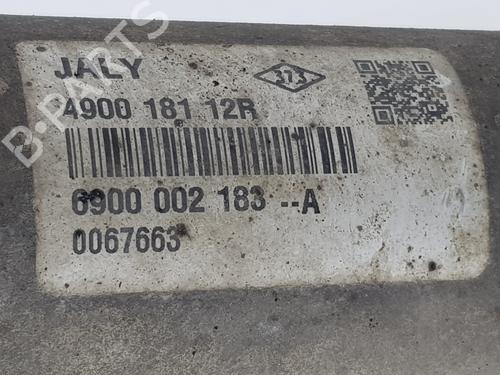 JALY
373
4900 181 12R
6900 002 183 --A
0067663
B-PARTS